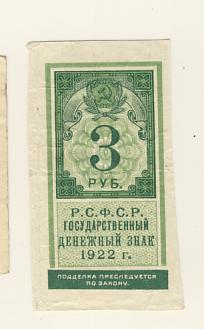 3
РУБ.
Р.С.Ф.С.Р.
ГОСУДАРСТВЕННЫЙ
ДЕНЕЖНЫЙ ЗНАК
1922 г.
ПОДДЕЛКА ПРЕСЛЕДУЕТСЯ
ПО ЗАКОНУ.